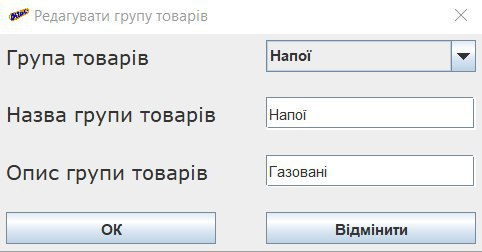 Редагувати групу товарів
Група товарів
Напої
Назва групи товарів
Напої
Опис групи товарів
Газовані
ОК
Відмінити